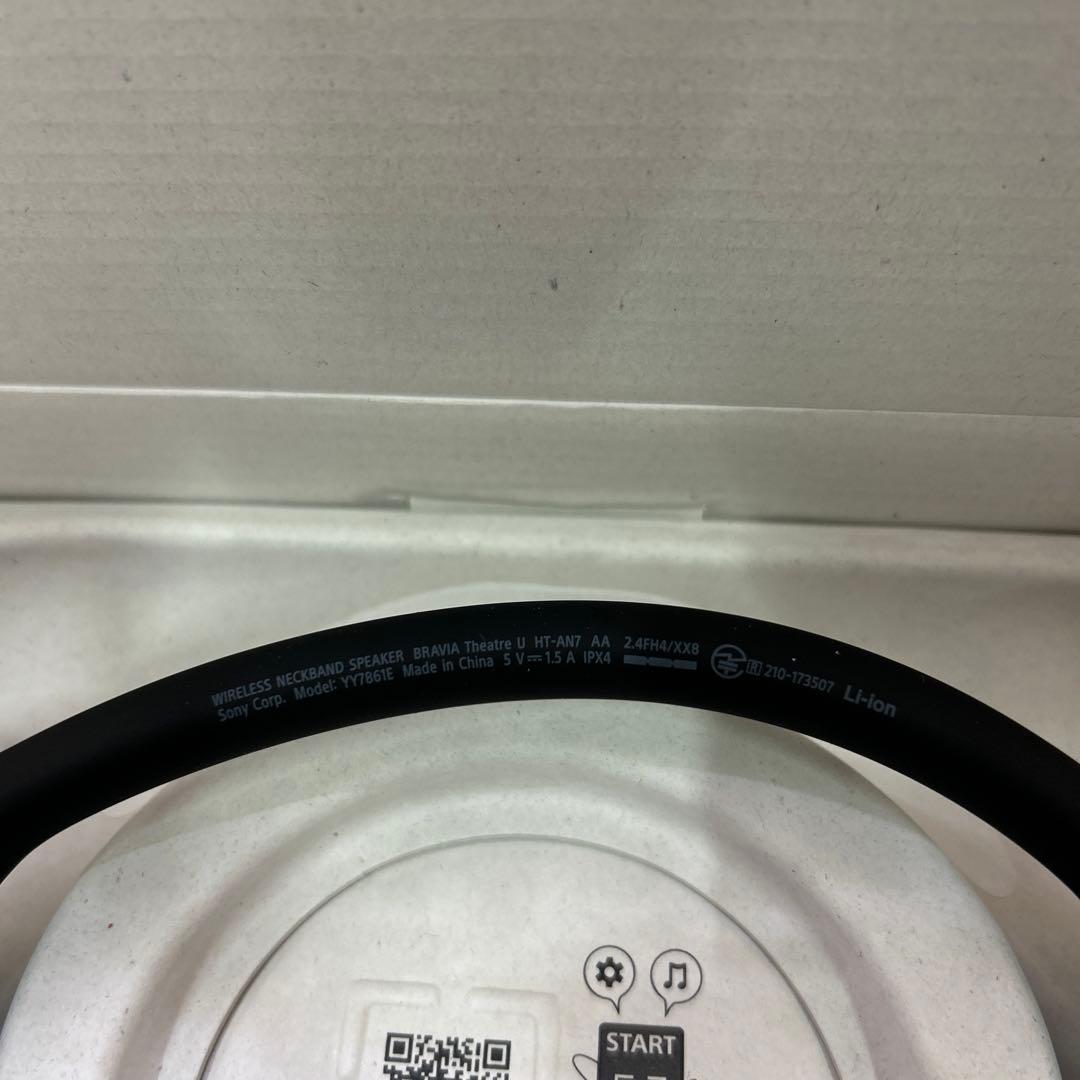 WIRELESS NECKBAND SPEAKER BRAVIA Theatre U HT-AN7 AA 2.4FH4/XX8
Sony Corp. Model: YY7861E Made in China 5 V⎓1.5 A IPX4
R 210-173507 Li-ion
START